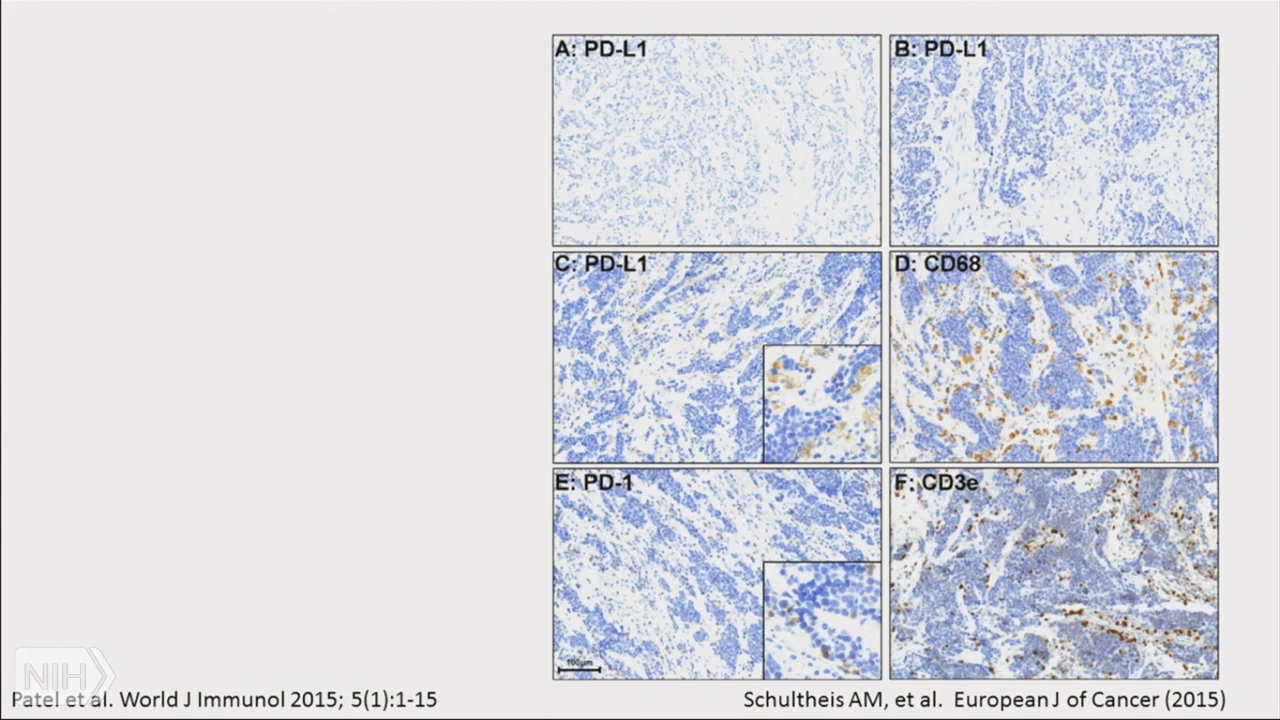 A: PD-L1
B: PD-L1
C: PD-L1
D: CD68
E: PD-1
F: CD3e
100µm
NIH
Patel et al. World J Immunol 2015; 5(1):1-15
Schultheis AM, et al. European J of Cancer (2015)